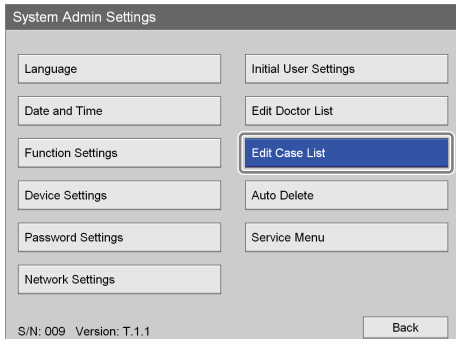 System Admin Settings
Language
Initial User Settings
Date and Time
Edit Doctor List
Function Settings
Edit Case List
Device Settings
Auto Delete
Password Settings
Service Menu
Network Settings
S/N: 009 Version: T.1.1
Back